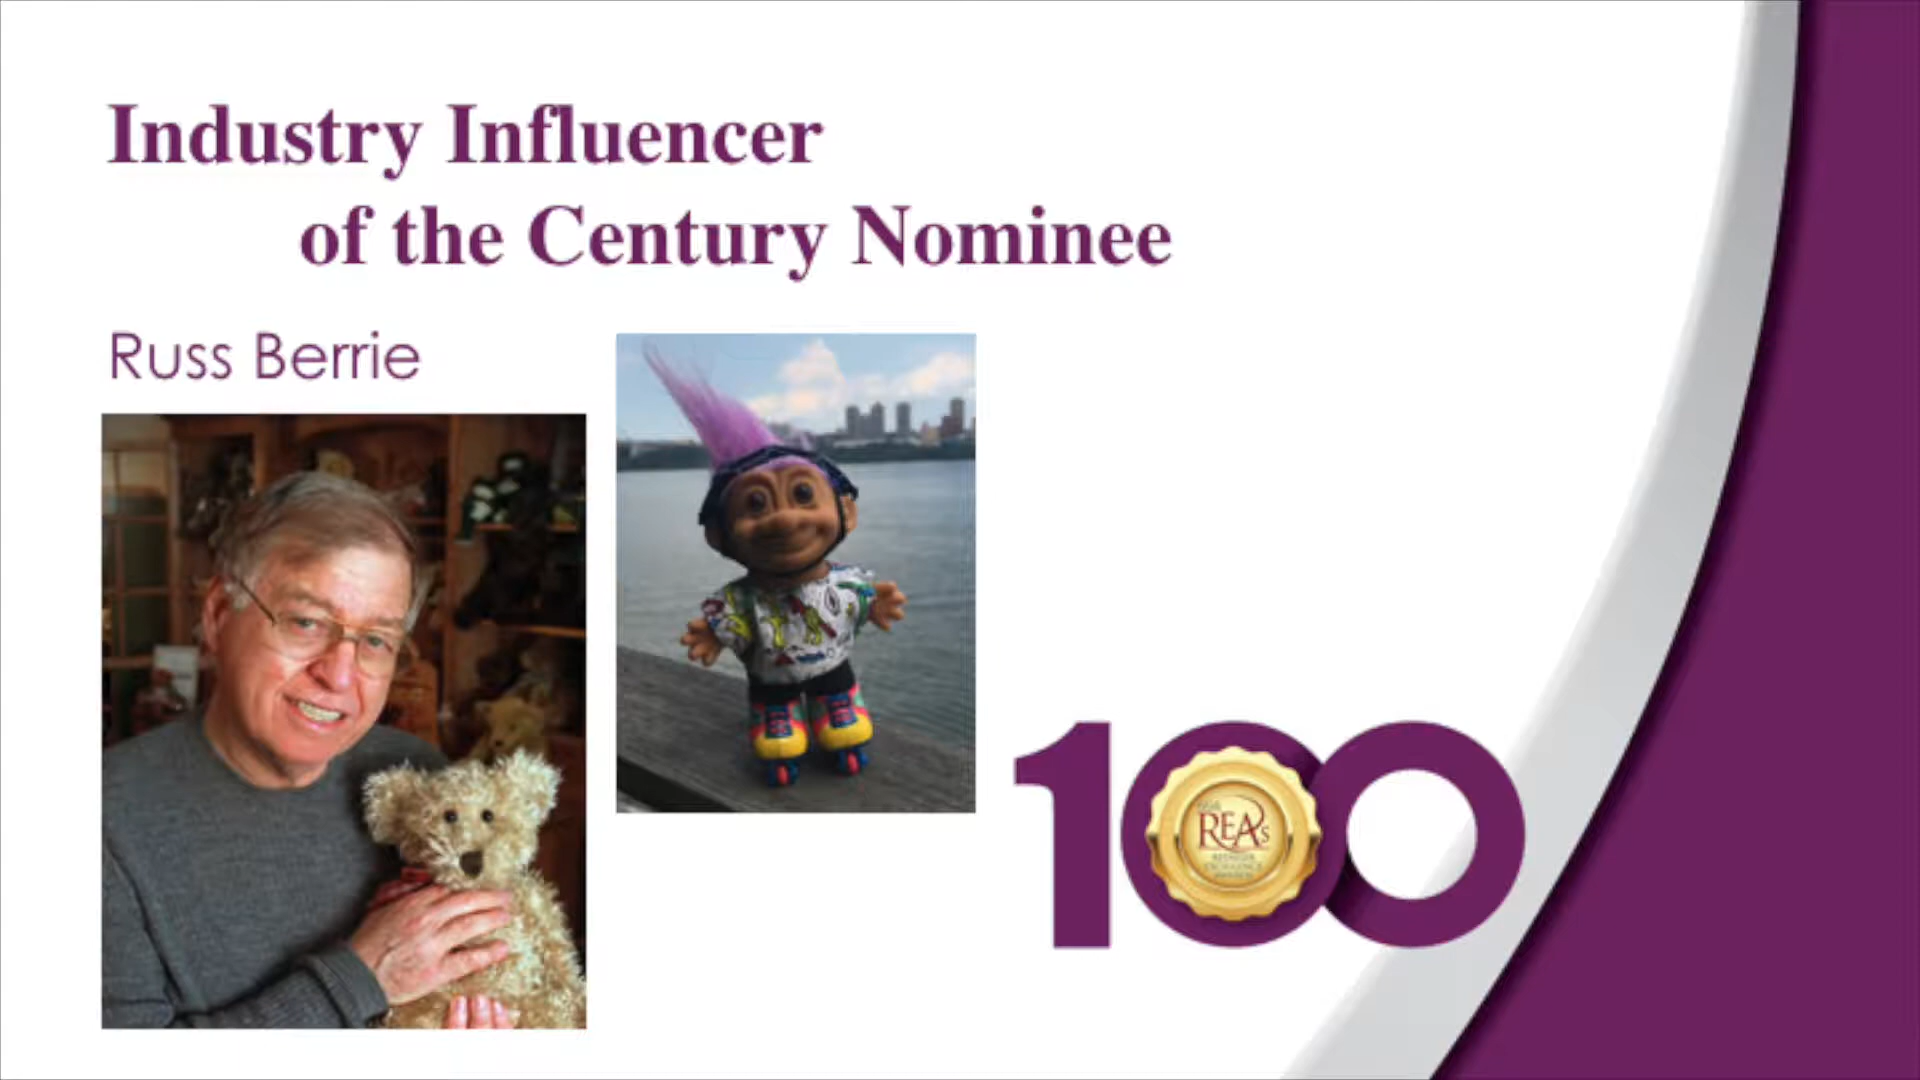 Industry Influencer
of the Century Nominee
Russ Berrie
100
REAs